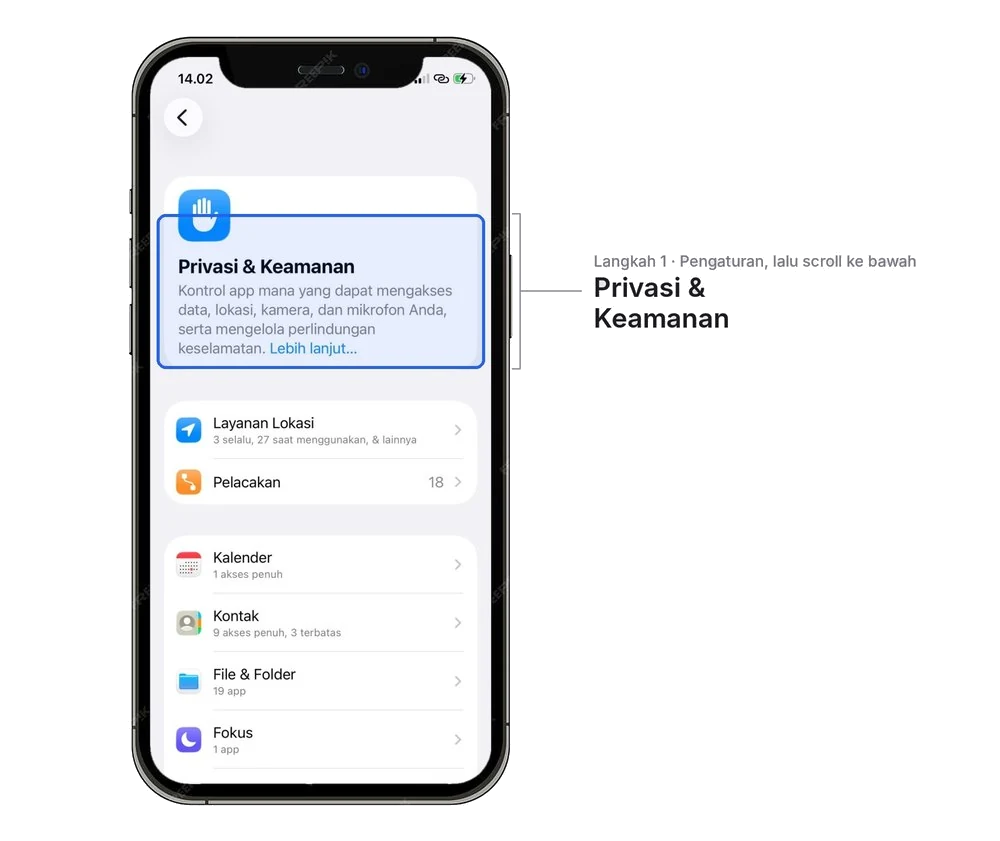 14.02
Privasi & Keamanan
Kontrol app mana yang dapat mengakses
data, lokasi, kamera, dan mikrofon Anda,
serta mengelola perlindungan
keselamatan. Lebih lanjut...
Layanan Lokasi
3 selalu, 27 saat menggunakan, & lainnya
Pelacakan 18
Kalender
1 akses penuh
Kontak
9 akses penuh, 3 terbatas
File & Folder
19 app
Fokus
1 app
Langkah 1 · Pengaturan, lalu scroll ke bawah
Privasi &
Keamanan